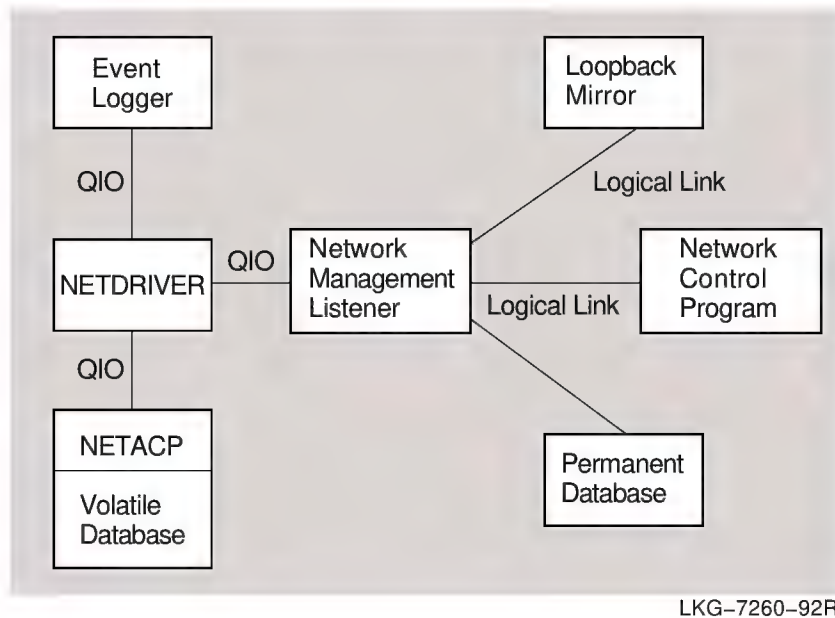 Event
Logger
Loopback
Mirror
QIO
Logical Link
NETDRIVER
QIO
Network
Management
Listener
Logical Link
Network
Control
Program
QIO
NETACP
Volatile
Database
Permanent
Database
LKG–7260–92R